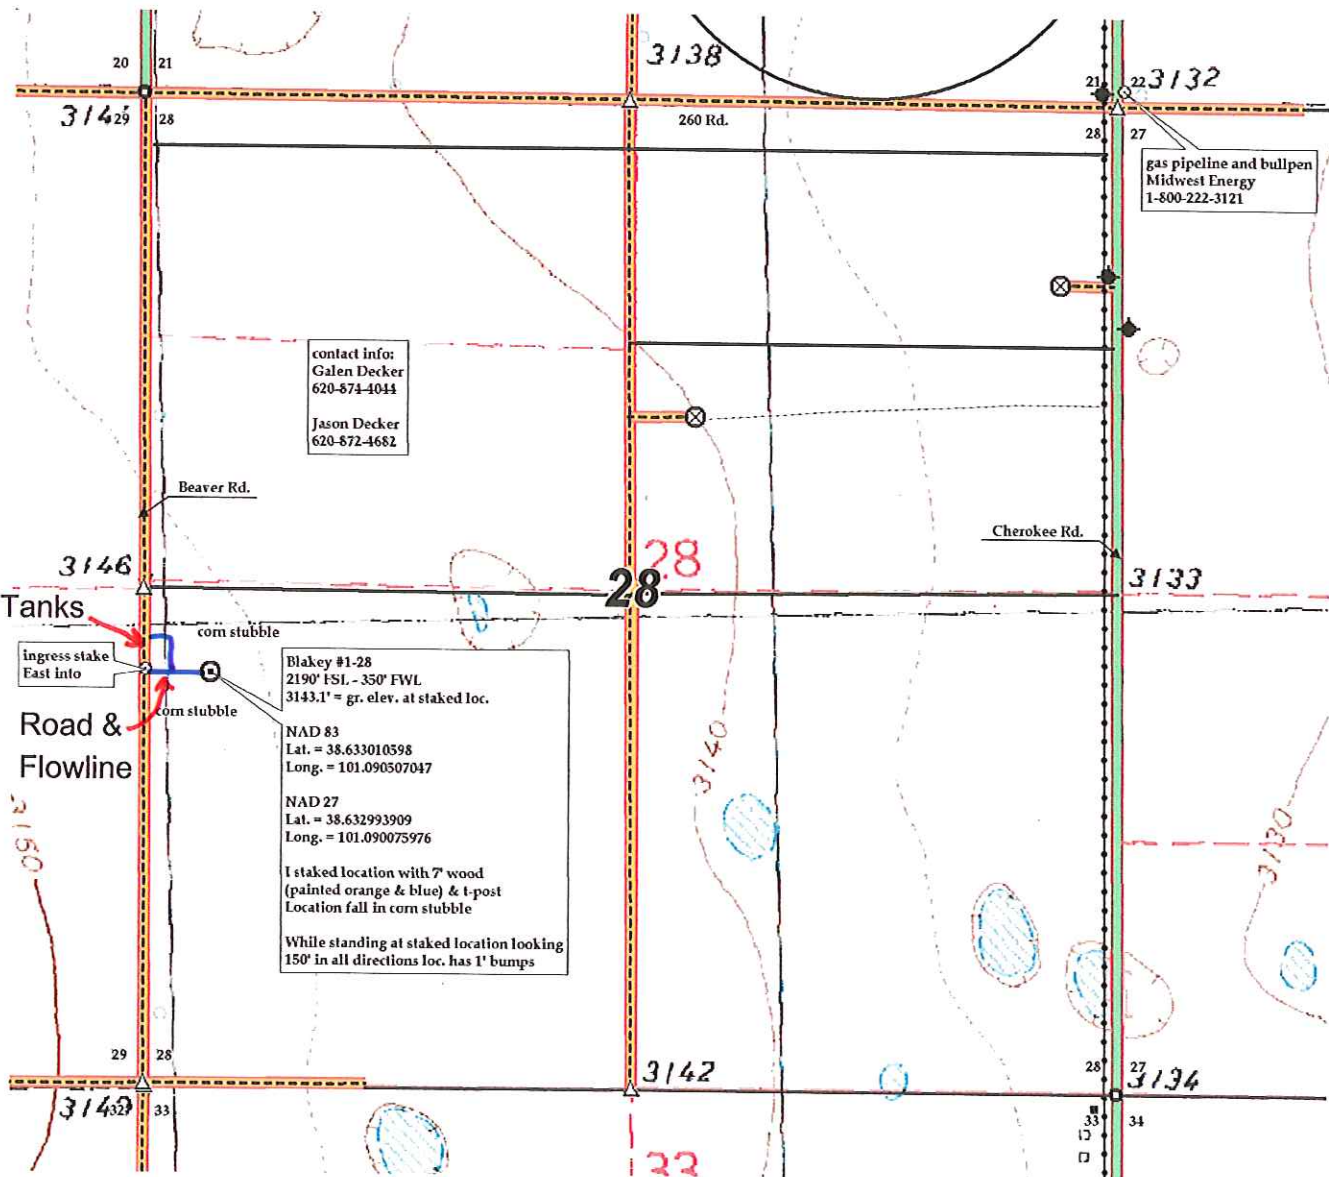 3138
20 21
21 22 3132
29 28
260 Rd.
28 27
gas pipeline and bullpen
Midwest Energy
1-800-222-3121
contact info:
Galen Decker
620-874-4044
Jason Decker
620-872-4682
Beaver Rd.
Cherokee Rd.
3146
28
28
3133
Tanks
corn stubble
ingress stake
East into
corn stubble
Road &
Flowline
Blakey #1-28
2190' FSL - 350' FWL
3143.1' = gr. elev. at staked loc.
NAD 83
Lat. = 38.633010598
Long. = 101.090507047
NAD 27
Lat. = 38.632993909
Long. = 101.090075976
I staked location with 7' wood
(painted orange & blue) & t-post
Location fall in corn stubble
While standing at staked location looking
150' in all directions loc. has 1' bumps
3140
3130
3160
29 28
3142
28 27
3134
32 33
33 34
33